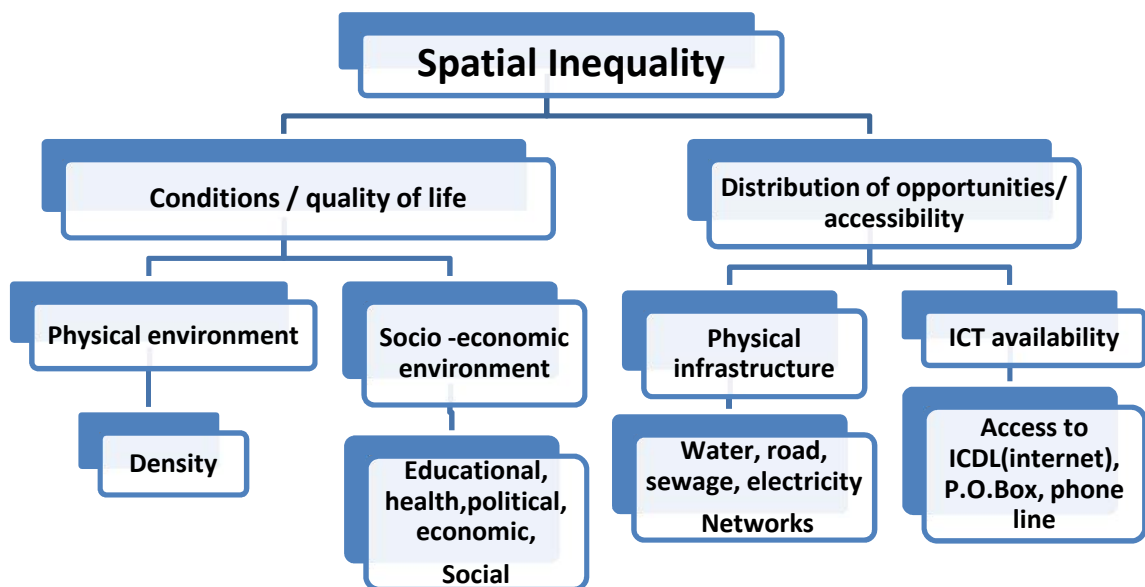 Spatial Inequality
Conditions / quality of life
Distribution of opportunities/
accessibility
Physical environment
Socio -economic
environment
Physical
infrastructure
ICT availability
Density
Educational,
health,political,
economic,
Social
Water, road,
sewage, electricity
Networks
Access to
ICDL(internet),
P.O.Box, phone
line